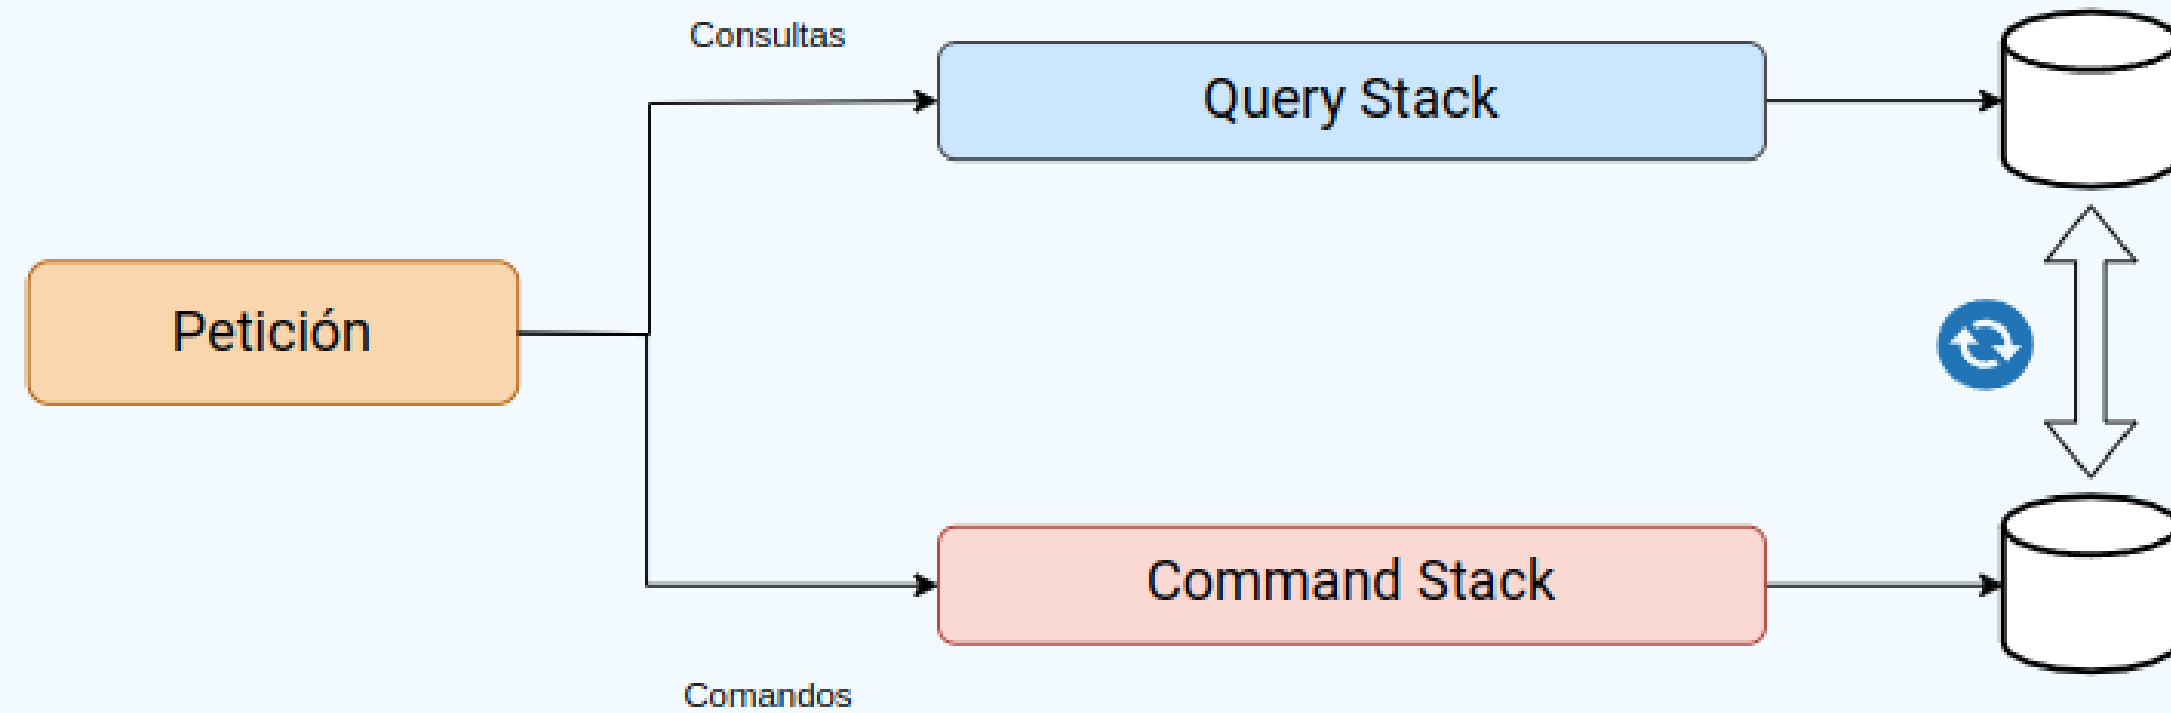 Consultas
Query Stack
Petición
Command Stack
Comandos